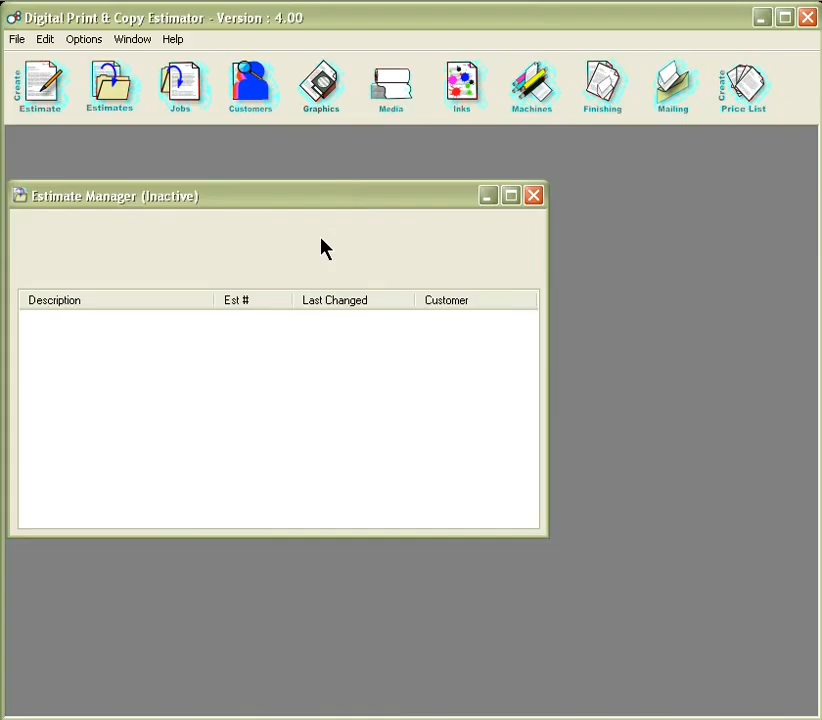 Digital Print & Copy Estimator - Version : 4.00
File Edit Options Window Help
Create Estimate
Estimates
Jobs
Customers
Graphics
Media
Inks
Machines
Finishing
Mailing
Create Price List
Estimate Manager (Inactive)
Description Est # Last Changed Customer